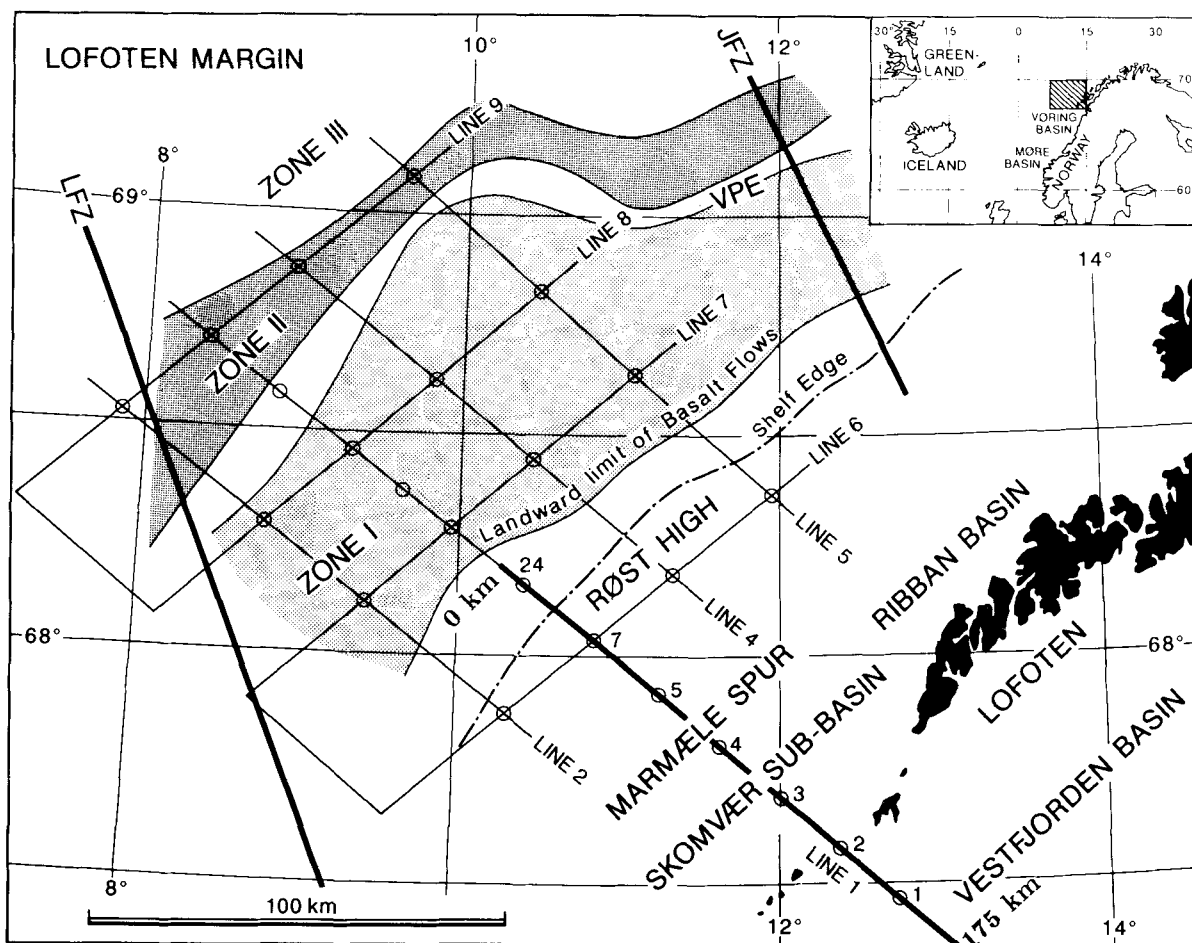 LOFOTEN MARGIN
10°
12°
JFZ
30°
15
0
15
30
GREEN-
LAND
70
VÖRING
BASIN
ICELAND
MØRE
BASIN
NORWAY
60
8°
69°
LFZ
ZONE III
LINE 9
VPE
LINE 8
14°
ZONE II
LINE 7
Landward limit of Basalt Flows
Shelf Edge
LINE 6
ZONE I
0 km
24
RØST HIGH
LINE 5
RIBBAN BASIN
68°
7
LINE 4
68°
5
MARMÆLE SPUR
LOFOTEN
LINE 2
4
SKOMVÆR SUB-BASIN
3
VESTFJORDEN BASIN
2
LINE 1
1
175 km
8°
100 km
12°
14°